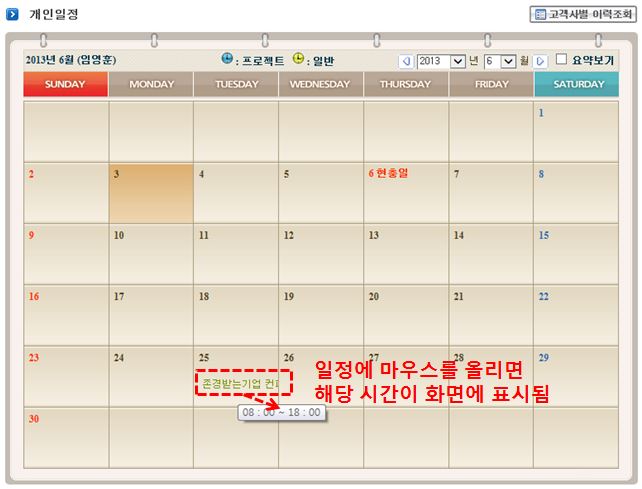 개인일정
고객사별 이력조회
2013년 6월 (임영훈)
: 프로젝트
: 일반
2013 년 6 월
요약보기
SUNDAY MONDAY TUESDAY WEDNESDAY THURSDAY FRIDAY SATURDAY
1
2 3 4 5 6 현충일 7 8
9 10 11 12 13 14 15
16 17 18 19 20 21 22
23 24 25 26 27 28 29
존경받는기업 컨퍼
일정에 마우스를 올리면
해당 시간이 화면에 표시됨
08 : 00 ~ 18 : 00
30